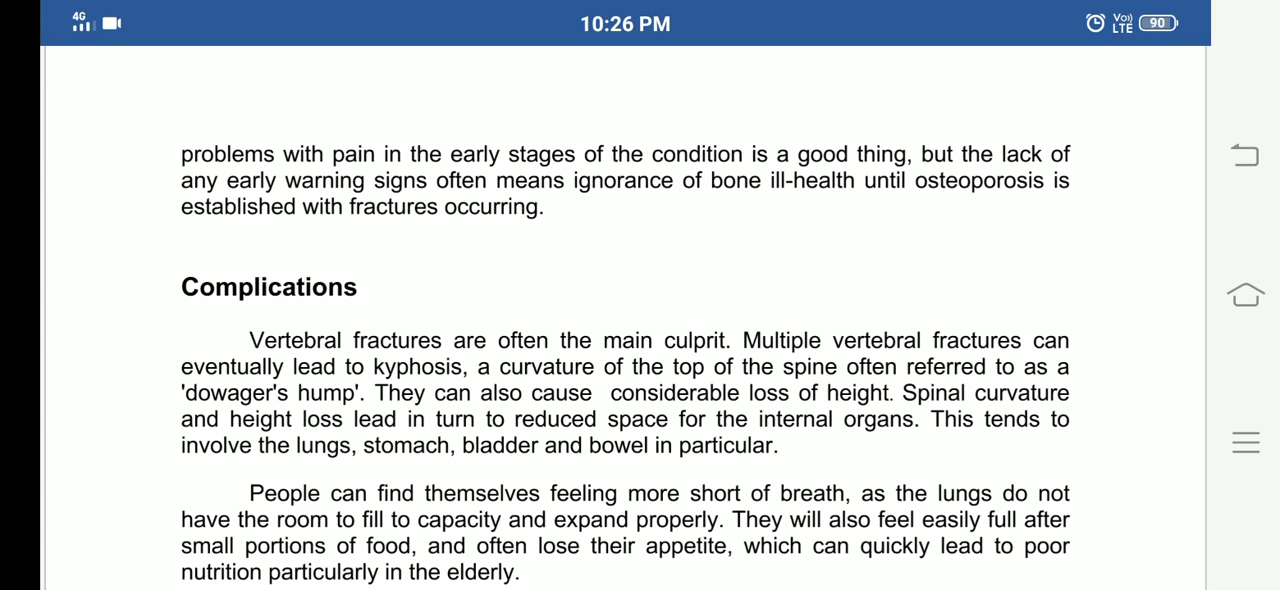 4G
10:26 PM
Vo))
LTE
90
problems with pain in the early stages of the condition is a good thing, but the lack of
any early warning signs often means ignorance of bone ill-health until osteoporosis is
established with fractures occurring.
Complications
Vertebral fractures are often the main culprit. Multiple vertebral fractures can
eventually lead to kyphosis, a curvature of the top of the spine often referred to as a
'dowager's hump'. They can also cause considerable loss of height. Spinal curvature
and height loss lead in turn to reduced space for the internal organs. This tends to
involve the lungs, stomach, bladder and bowel in particular.
People can find themselves feeling more short of breath, as the lungs do not
have the room to fill to capacity and expand properly. They will also feel easily full after
small portions of food, and often lose their appetite, which can quickly lead to poor
nutrition particularly in the elderly.